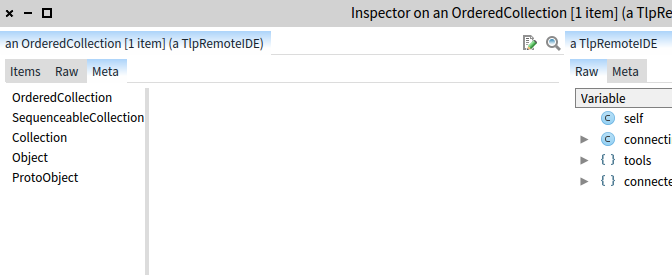 Inspector on an OrderedCollection [1 item] (a TlpRemoteIDE)
an OrderedCollection [1 item] (a TlpRemoteIDE)
Items Raw Meta
OrderedCollection
SequenceableCollection
Collection
Object
ProtoObject
a TlpRemoteIDE
Raw Meta
Variable
C self
C connecti
{ } tools
{ } connecte